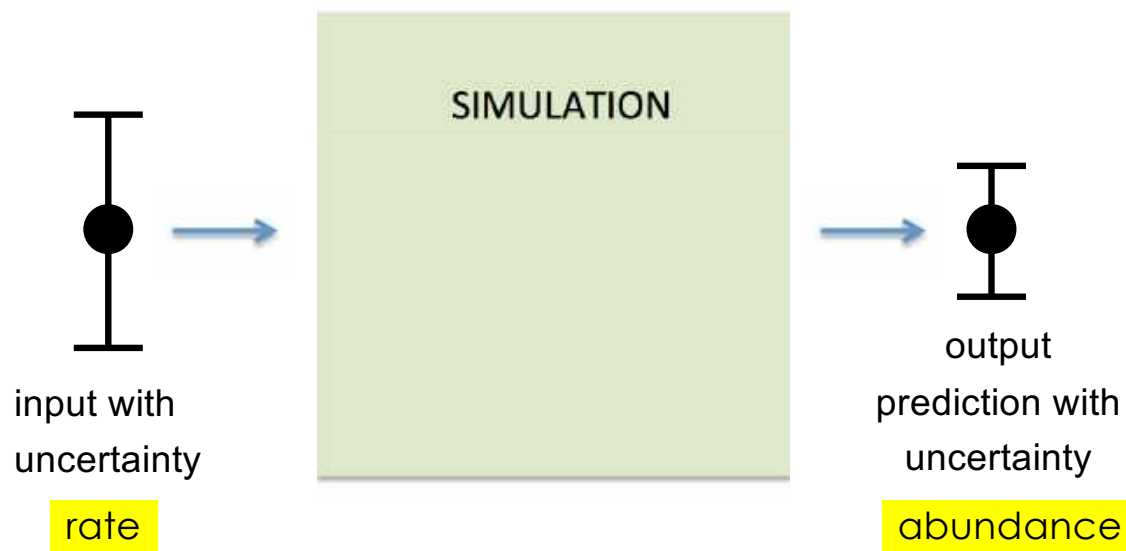 SIMULATION
input with
uncertainty
rate
output
prediction with
uncertainty
abundance